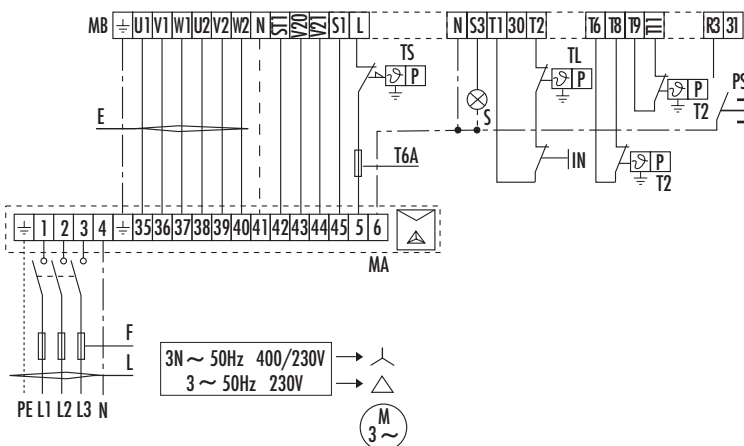 MB U1 V1 W1 U2 V2 W2 N ST1 V20 V21 S1 L N S3 T1 30 T2 T6 T8 T9 T11 R3 31
TS
TL
PS
ϑ P
ϑ P
ϑ P
T2
E
S
T6A
IN
ϑ P
T2
1 2 3 4 35 36 37 38 39 40 41 42 43 44 45 5 6
MA
F
L
3N ~ 50Hz 400/230V
3 ~ 50Hz 230V
PE L1 L2 L3 N
M
3 ~